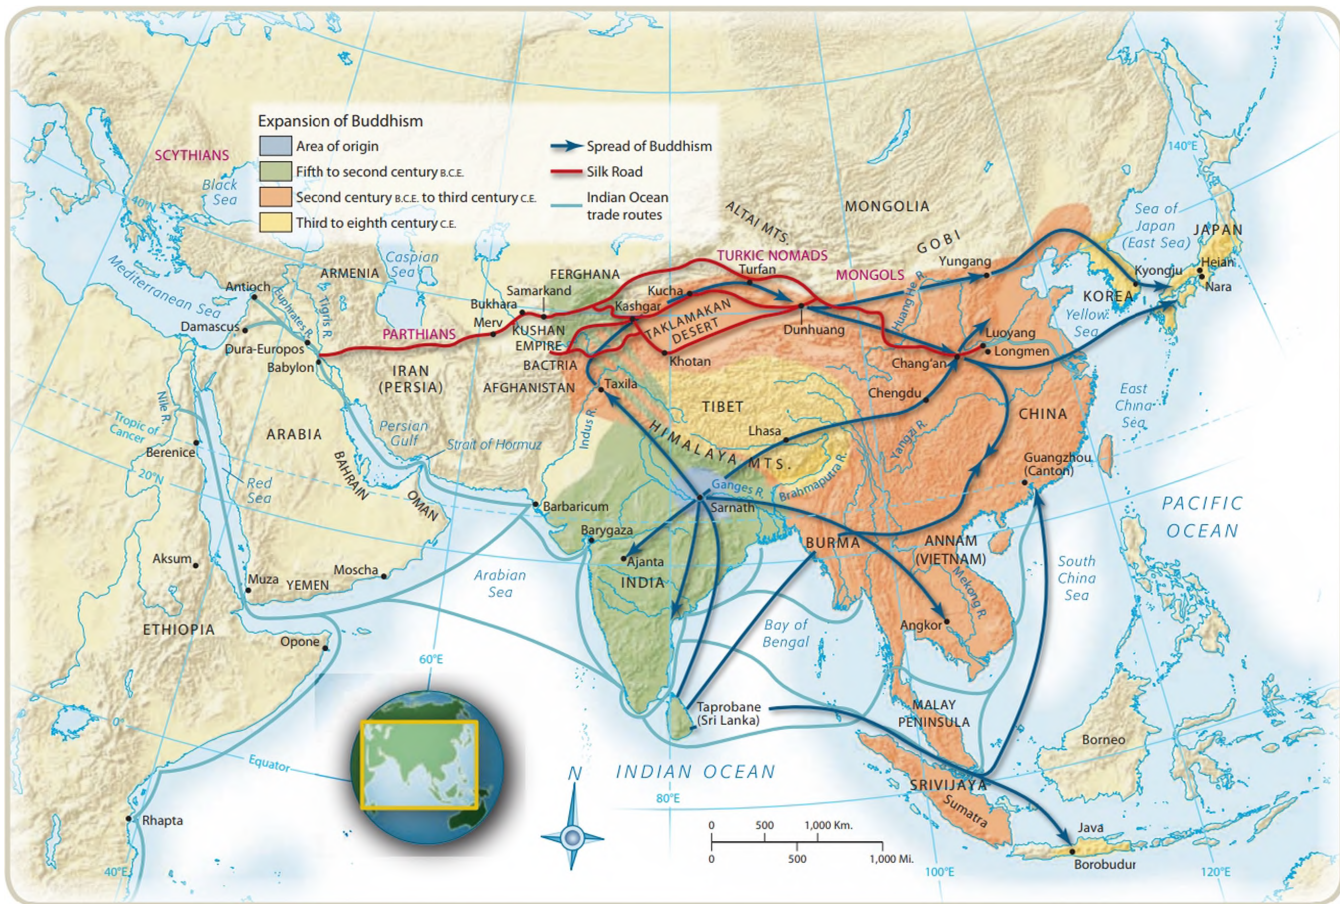 Expansion of Buddhism
Area of origin
Fifth to second century B.C.E.
Second century B.C.E. to third century C.E.
Third to eighth century C.E.
Spread of Buddhism
Silk Road
Indian Ocean
trade routes
SCYTHIANS
Black
Sea
40°N
140°E
MONGOLIA
ALTAI MTS.
GOBI
Sea of
Japan
(East Sea)
JAPAN
Mediterranean Sea
ARMENIA
Caspian
Sea
FERGHANA
TURKIC NOMADS
Turfan
MONGOLS
Yungang
Kyongju
Heian
Nara
KOREA
Antioch
Euphrates R.
Tigris R.
Samarkand
Bukhara
Kucha
Kashgar
Huang He R.
Yellow
Sea
Damascus
PARTHIANS
Merv
KUSHAN
EMPIRE
TAKLAMAKAN
DESERT
Dunhuang
Luoyang
Longmen
Dura-Europos
Babylon
IRAN
(PERSIA)
BACTRIA
Khotan
Chang'an
AFGHANISTAN
Taxila
Chengdu
East
China
Sea
Nile R.
Tropic of
Cancer
TIBET
CHINA
ARABIA
Persian
Gulf
Strait of Hormuz
Indus R.
HIMALAYA MTS.
Lhasa
Yangzi R.
Berenice
20°N
Red
Sea
BAHRAIN
OMAN
Ganges R.
Brahmaputra R.
Guangzhou
(Canton)
Barbaricum
Sarnath
PACIFIC
OCEAN
Barygaza
Ajanta
BURMA
ANNAM
(VIETNAM)
Aksum
Muza
YEMEN
Moscha
Arabian
Sea
INDIA
South
China
Sea
Mekong R.
ETHIOPIA
Opone
Bay of
Bengal
Angkor
60°E
Taprobane
(Sri Lanka)
MALAY
PENINSULA
0°
Equator
Borneo
N
INDIAN OCEAN
80°E
SRIVIJAYA
Sumatra
Rhapta
0 500 1,000 Km.
0 500 1,000 Mi.
Java
Borobudur
40°E
100°E
120°E